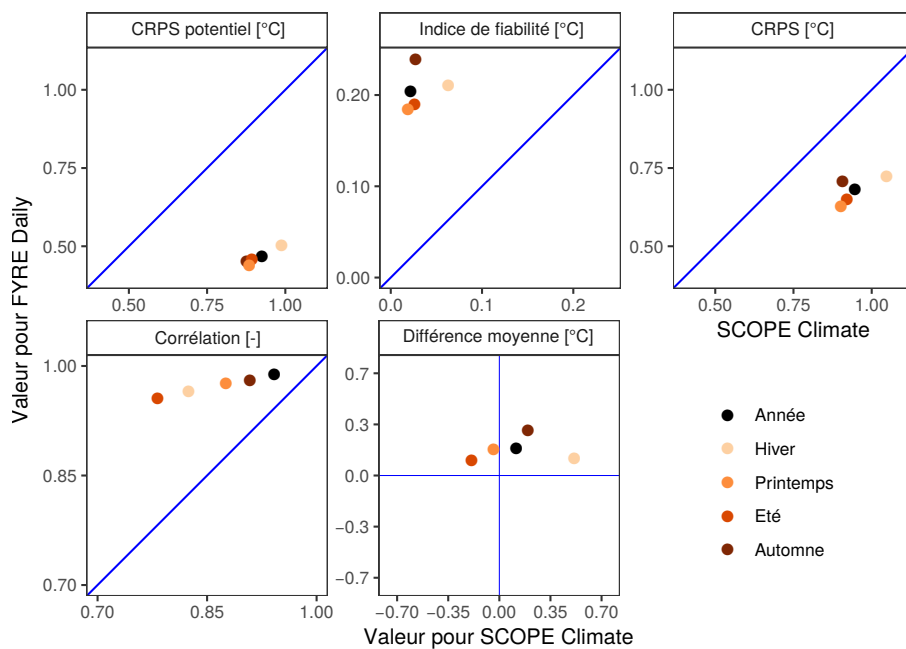 CRPS potentiel [°C]
Indice de fiabilité [°C]
CRPS [°C]
1.00
0.75
0.50
0.50
0.75
1.00
0.20
0.10
0.00
0.0
0.1
0.2
1.00
0.75
0.50
0.50
0.75
1.00
SCOPE Climate
Valeur pour FYRE Daily
Corrélation [-]
Différence moyenne [°C]
1.00
0.85
0.70
0.70
0.85
1.00
0.7
0.3
0.0
−0.3
−0.7
−0.70
−0.35
0.00
0.35
0.70
Valeur pour SCOPE Climate
Année
Hiver
Printemps
Eté
Automne